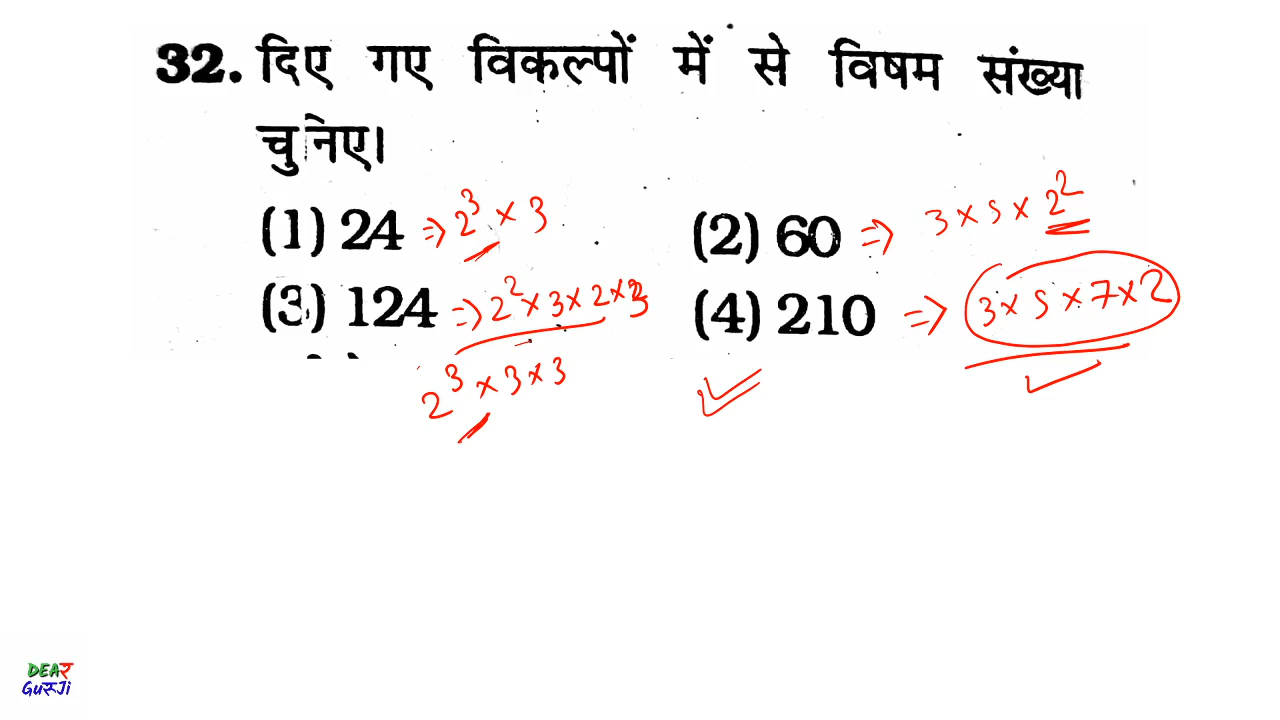 32. दिए गए विकल्पों में से विषम संख्या
चुनिए।
(1) 24 => 2³ × 3
(2) 60 => 3 × 5 × 2²
(3) 124 => 2² × 3 × 2 × 3
(4) 210 => 3 × 5 × 7 × 2
2³ × 3 × 3
DEAR
GuruJi